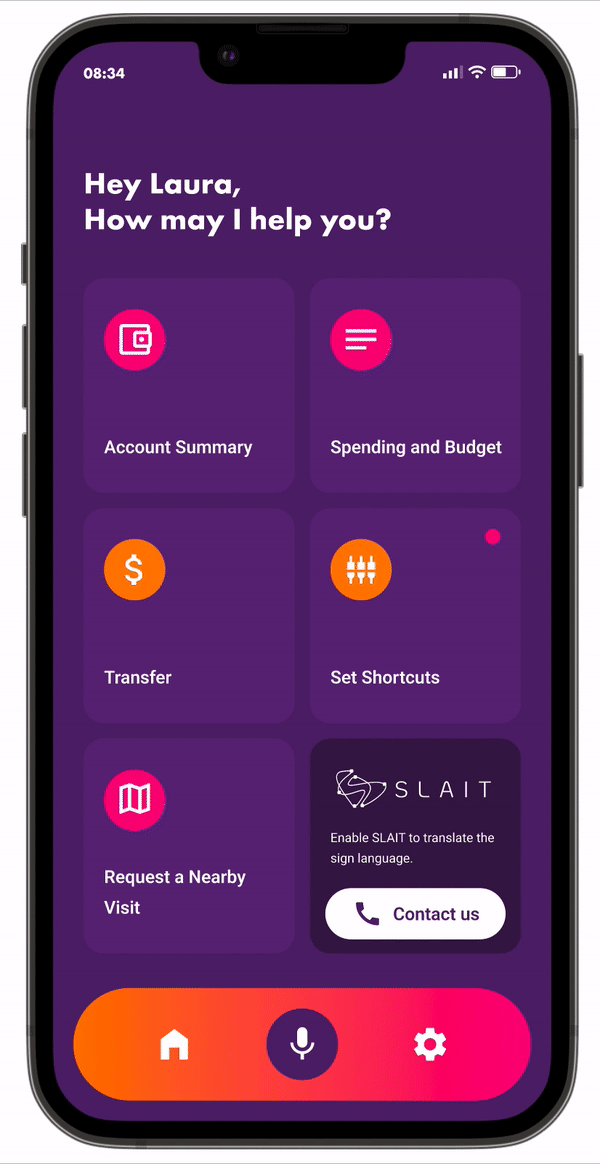 08:34
Hey Laura,
How may I help you?
Account Summary
Spending and Budget
Transfer
Set Shortcuts
Request a Nearby
Visit
SLAIT
Enable SLAIT to translate the
sign language.
Contact us